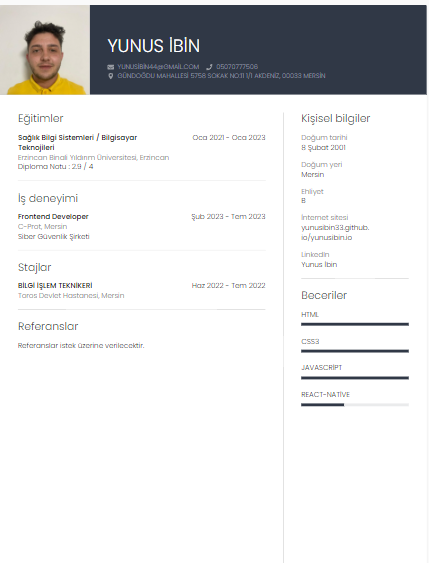 YUNUS İBİN
YUNUSIBIN44@GMAIL.COM 05070777506
GÜNDOĞDU MAHALLESİ 5758 SOKAK NO:11 1/1 AKDENİZ, 00033 MERSİN
Eğitimler
Sağlık Bilgi Sistemleri / Bilgisayar Oca 2021 - Oca 2023
Teknojileri
Erzincan Binali Yıldırım Üniversitesi, Erzincan
Diploma Notu : 2.9 / 4
İş deneyimi
Frontend Developer Şub 2023 - Tem 2023
C-Prot, Mersin
Siber Güvenlik Şirketi.
Stajlar
BİLGİ İŞLEM TEKNİKERİ Haz 2022 - Tem 2022
Toros Devlet Hastanesi, Mersin
Referanslar
Referanslar istek üzerine verilecektir.
Kişisel bilgiler
Doğum tarihi
8 Şubat 2001
Doğum yeri
Mersin
Ehliyet
B
İnternet sitesi
yunusibin33.github.
io/yunusibin.io
LinkedIn
Yunus İbin
Beceriler
HTML
CSS3
JAVASCRİPT
REACT-NATİVE